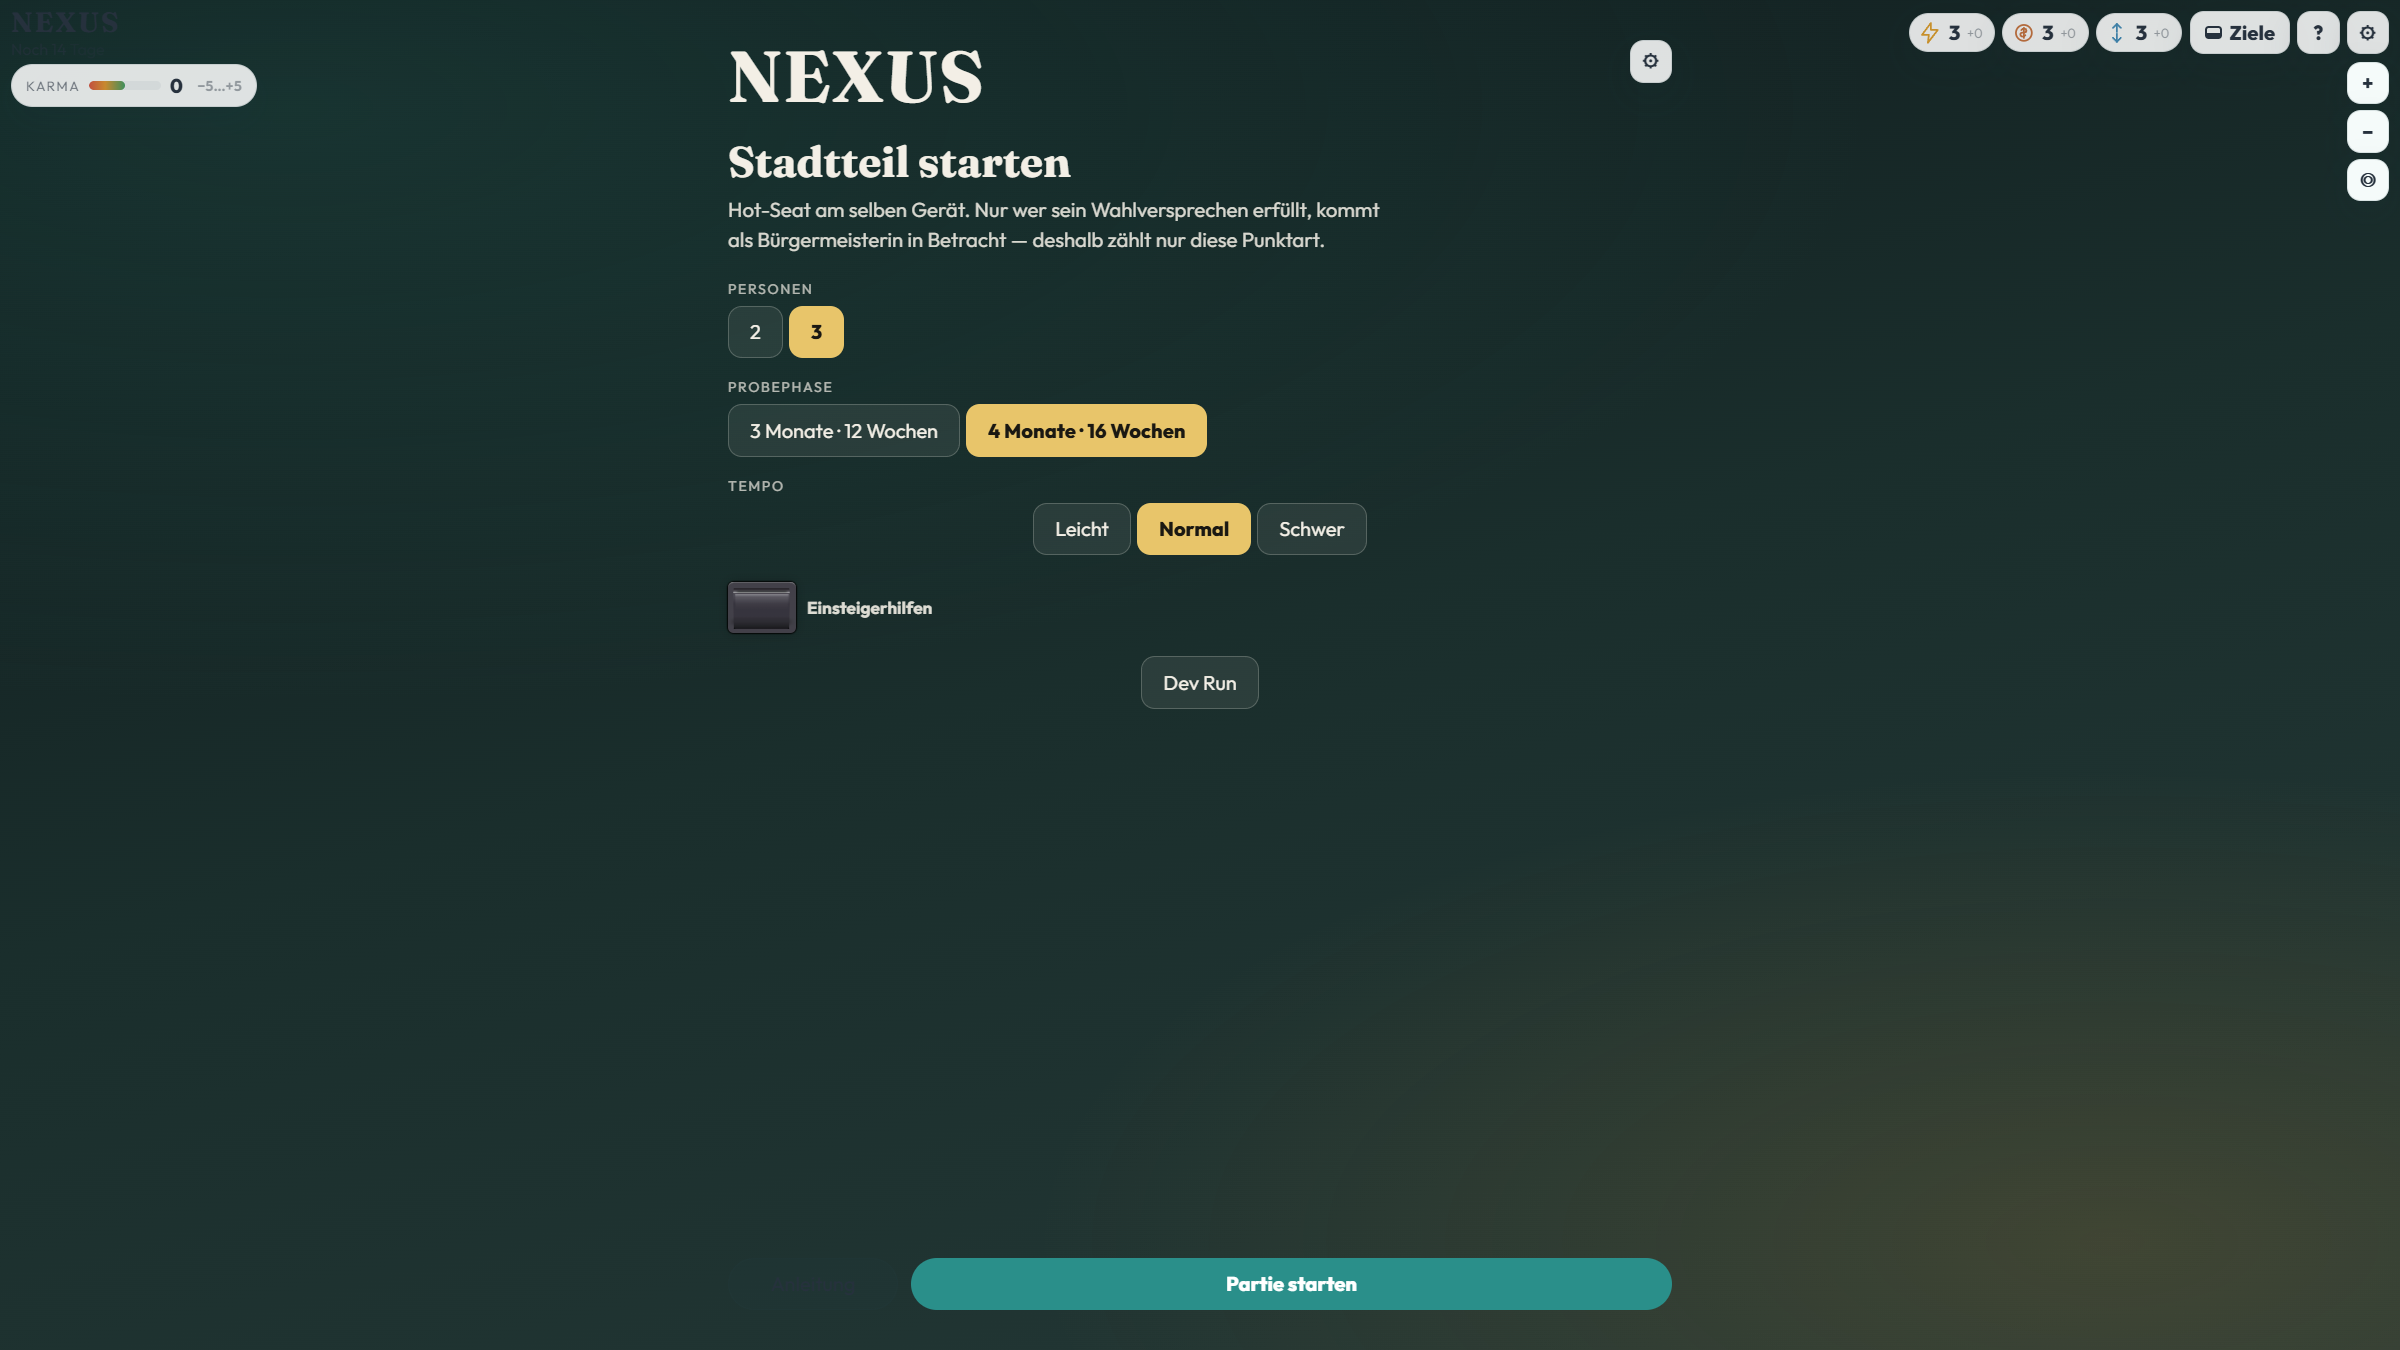 NEXUS
KARMA 0 −5…+5
3 +0 3 +0 3 +0 Ziele ?
+
−
NEXUS
Stadtteil starten
Hot-Seat am selben Gerät. Nur wer sein Wahlversprechen erfüllt, kommt
als Bürgermeisterin in Betracht — deshalb zählt nur diese Punktart.
PERSONEN
2 3
PROBEPHASE
3 Monate · 12 Wochen 4 Monate · 16 Wochen
TEMPO
Leicht Normal Schwer
Einsteigerhilfen
Dev Run
Partie starten